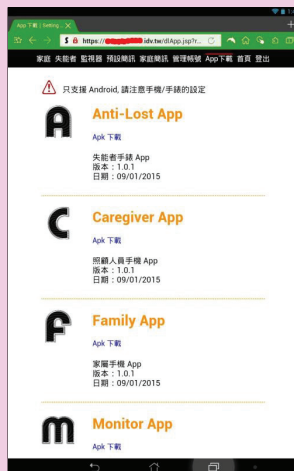 App 下載 | Setting...
https:// idv.tw/dlApp.jsp?r...
家庭 失能者 監視器 預設簡訊 家庭簡訊 管理帳號 App下載 首頁 登出
只支援 Android, 請注意手機/手錶的設定
A
Anti-Lost App
Apk 下載
失能者手錶 App
版本：1.0.1
日期：09/01/2015
C
Caregiver App
Apk 下載
照顧人員手機 App
版本：1.0.1
日期：09/01/2015
F
Family App
Apk 下載
家屬手機 App
版本：1.0.1
日期：09/01/2015
m
Monitor App
Apk 下載